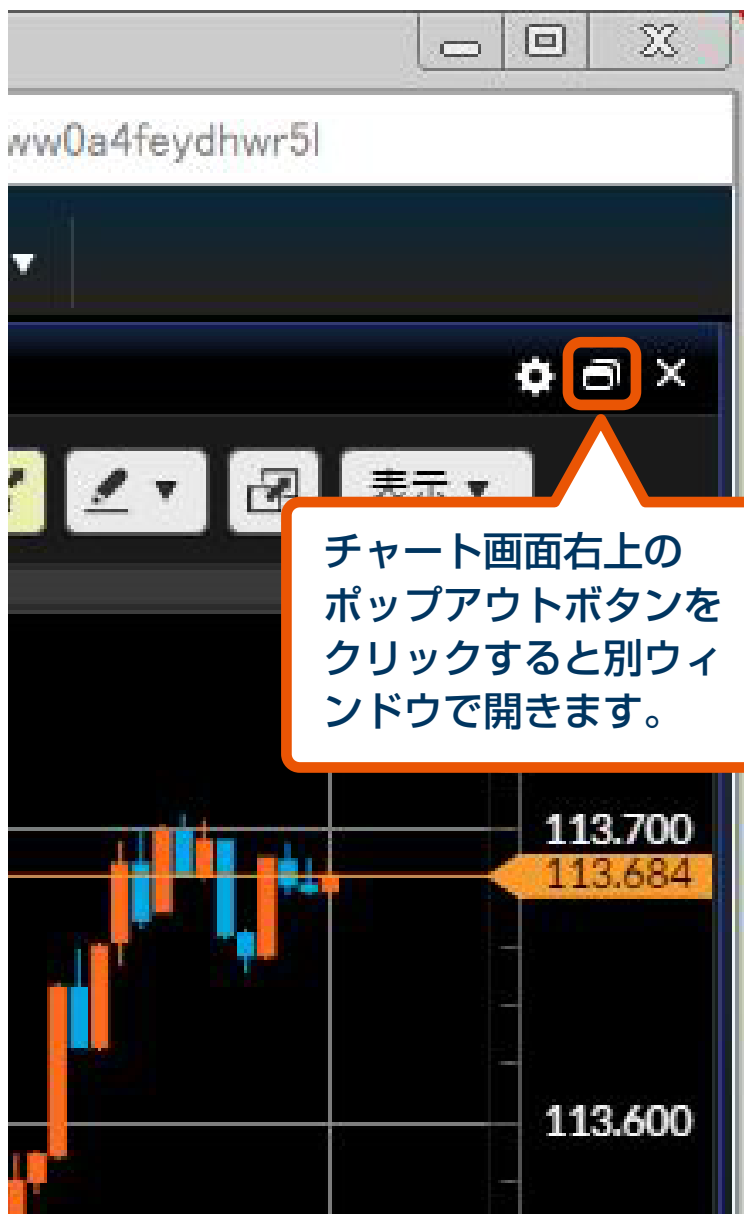 ww0a4feydhwr5l
表示 ▼
チャート画面右上の
ポップアウトボタンを
クリックすると別ウィ
ンドウで開きます。
113.700
113.684
113.600